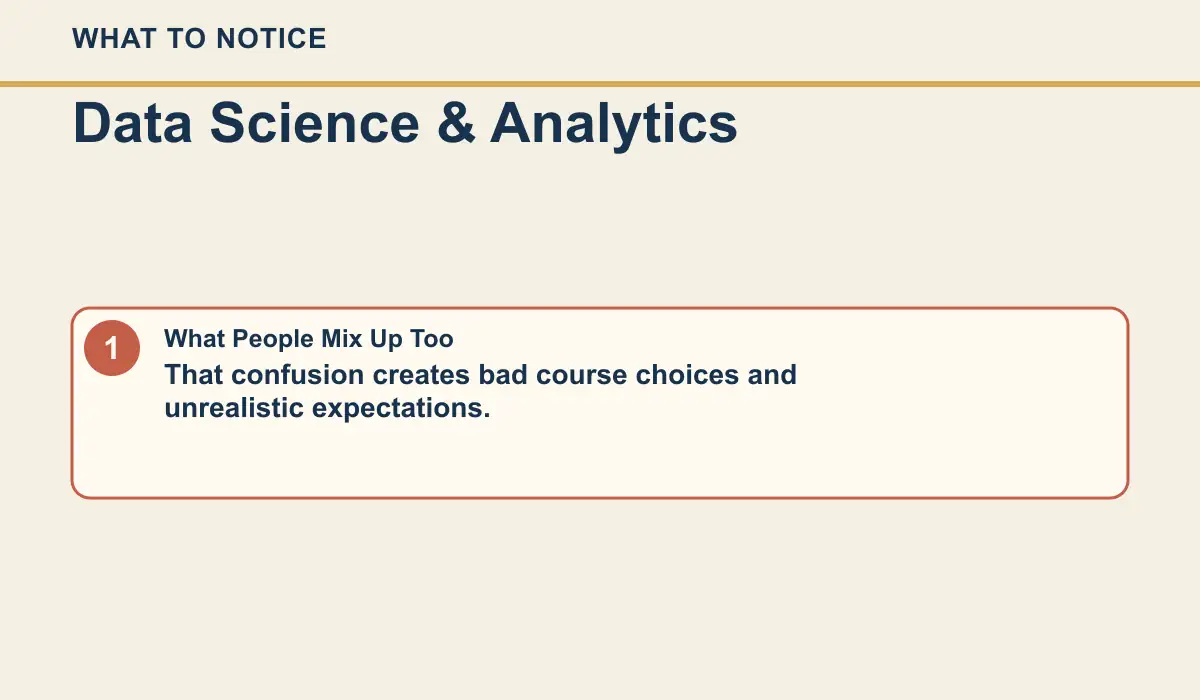 WHAT TO NOTICE
Data Science & Analytics
1
What People Mix Up Too
That confusion creates bad course choices and
unrealistic expectations.